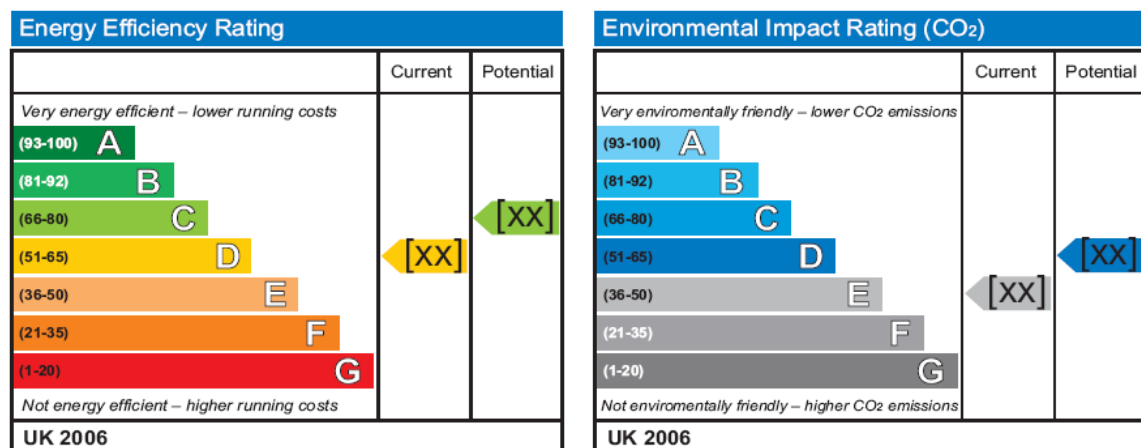 Energy Efficiency Rating
Current Potential
Very energy efficient – lower running costs
(93-100) A
(81-92) B
(66-80) C
[XX]
(51-65) D
[XX]
(36-50) E
(21-35) F
(1-20) G
Not energy efficient – higher running costs
UK 2006
Environmental Impact Rating (CO₂)
Current Potential
Very enviromentally friendly – lower CO₂ emissions
(93-100) A
(81-92) B
(66-80) C
(51-65) D
[XX]
(36-50) E
[XX]
(21-35) F
(1-20) G
Not enviromentally friendly – higher CO₂ emissions
UK 2006